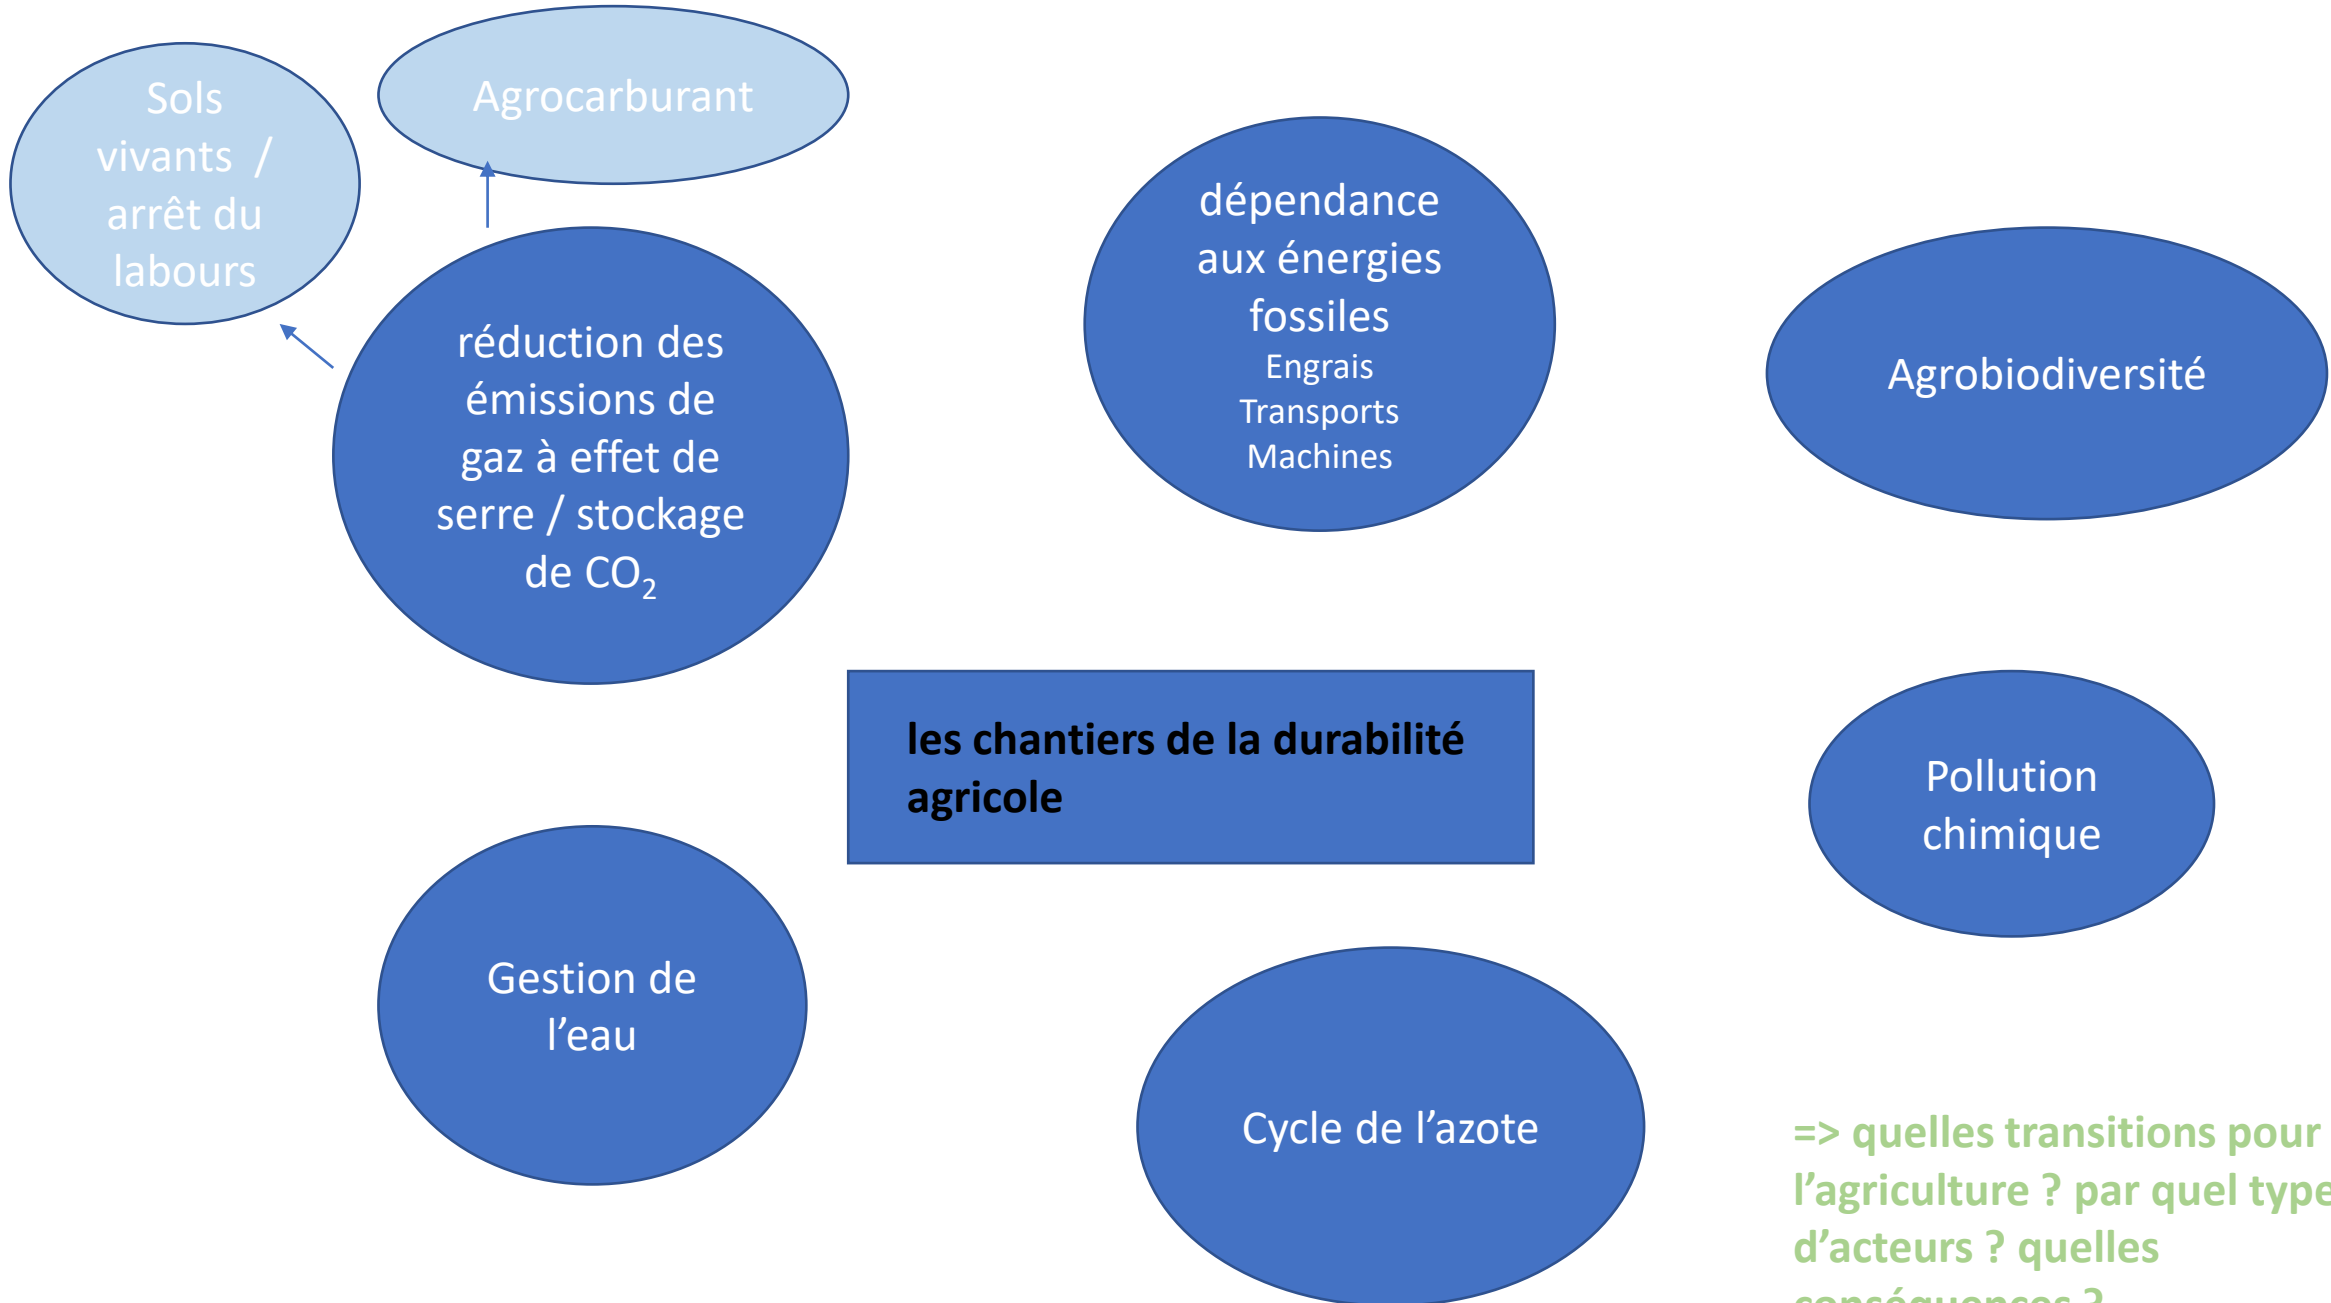 Sols
vivants /
arrêt du
labours
Agrocarburant
réduction des
émissions de
gaz à effet de
serre / stockage
de CO₂
dépendance
aux énergies
fossiles
Engrais
Transports
Machines
Agrobiodiversité
les chantiers de la durabilité
agricole
Pollution
chimique
Gestion de
l’eau
Cycle de l’azote
=> quelles transitions pour
l’agriculture ? par quel type
d’acteurs ? quelles
conséquences ?